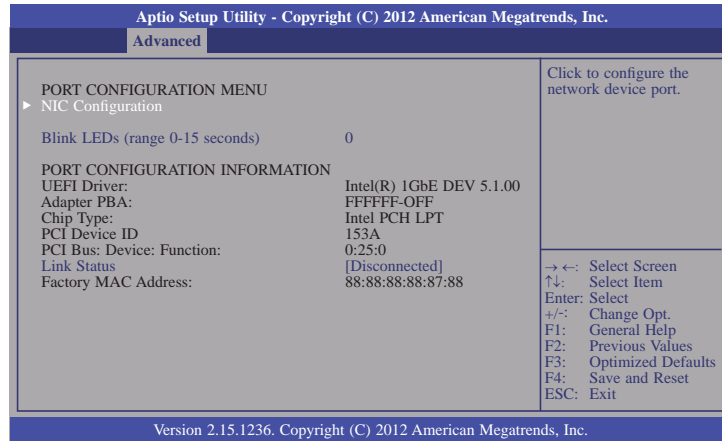 Aptio Setup Utility - Copyright (C) 2012 American Megatrends, Inc.
Advanced
PORT CONFIGURATION MENU
► NIC Configuration
Blink LEDs (range 0-15 seconds) 0
PORT CONFIGURATION INFORMATION
UEFI Driver: Intel(R) 1GbE DEV 5.1.00
Adapter PBA: FFFFFF-OFF
Chip Type: Intel PCH LPT
PCI Device ID 153A
PCI Bus: Device: Function: 0:25:0
Link Status [Disconnected]
Factory MAC Address: 88:88:88:88:87:88
Click to configure the
network device port.
→ ←: Select Screen
↑↓: Select Item
Enter: Select
+/-: Change Opt.
F1: General Help
F2: Previous Values
F3: Optimized Defaults
F4: Save and Reset
ESC: Exit
Version 2.15.1236. Copyright (C) 2012 American Megatrends, Inc.